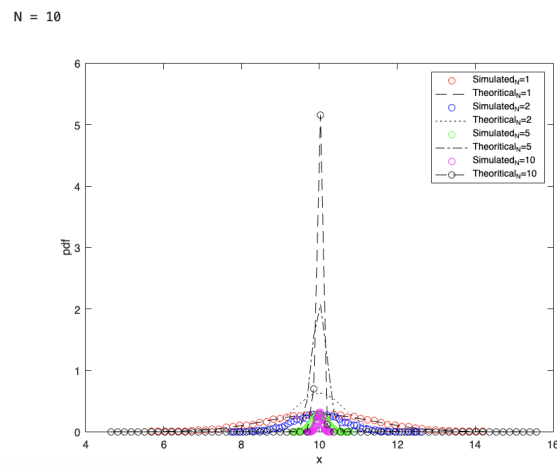 N = 10
6
5
4
3
2
1
0
pdf
4
6
8
10
12
14
16
x
Simulated_N=1
Theoritical_N=1
Simulated_N=2
Theoritical_N=2
Simulated_N=5
Theoritical_N=5
Simulated_N=10
Theoritical_N=10